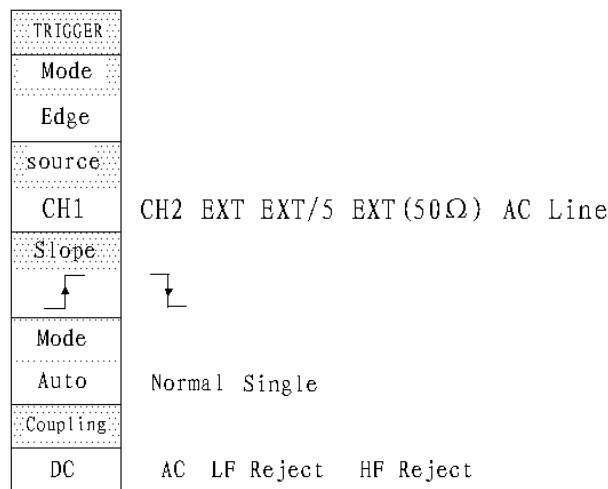 TRIGGER
Mode
Edge
source
CH1 CH2 EXT EXT/5 EXT(50Ω) AC Line
Slope
Mode
Auto Normal Single
Coupling
DC AC LF Reject HF Reject